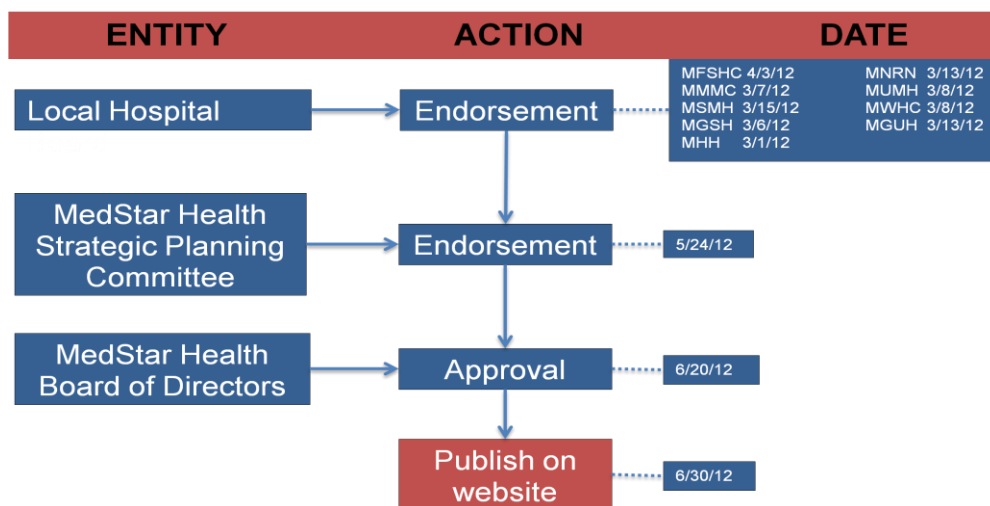 ENTITY ACTION DATE
Local Hospital
Endorsement
MFSHC 4/3/12 MNRN 3/13/12
MMMC 3/7/12 MUMH 3/8/12
MSMH 3/15/12 MWHC 3/8/12
MGSH 3/6/12 MGUH 3/13/12
MHH 3/1/12
MedStar Health
Strategic Planning
Committee
Endorsement
5/24/12
MedStar Health
Board of Directors
Approval
6/20/12
Publish on
website
6/30/12